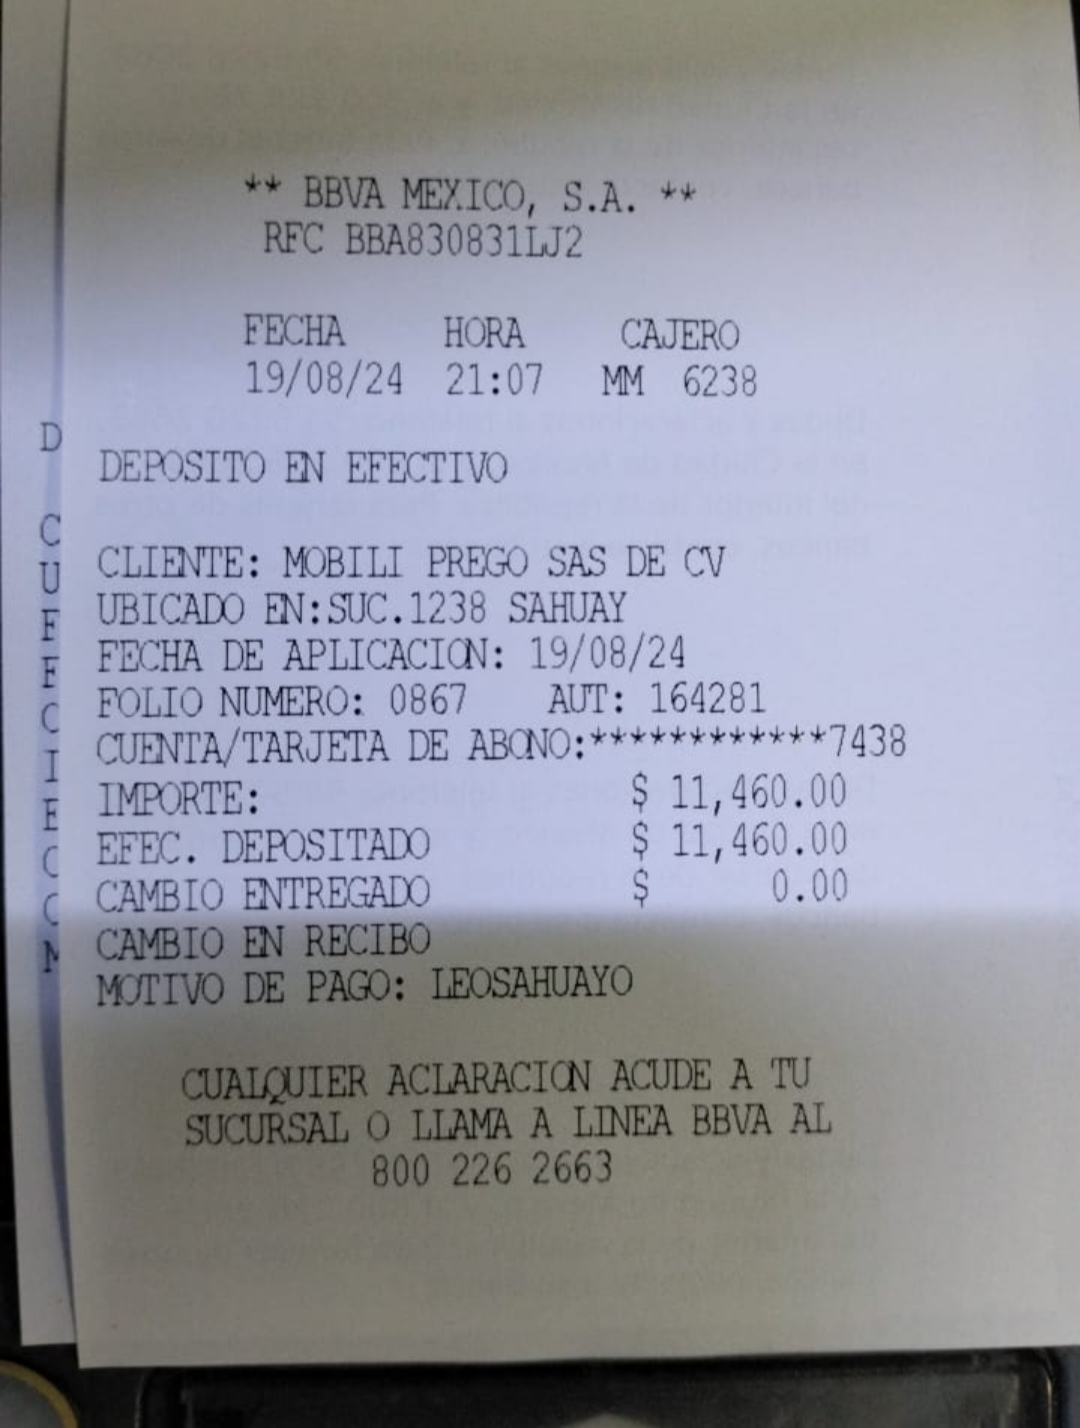 ** BBVA MEXICO, S.A. **
RFC BBA830831LJ2
FECHA HORA CAJERO
19/08/24 21:07 MM 6238
DEPOSITO EN EFECTIVO
CLIENTE: MOBILI PREGO SAS DE CV
UBICADO EN:SUC.1238 SAHUAY
FECHA DE APLICACION: 19/08/24
FOLIO NUMERO: 0867 AUT: 164281
CUENTA/TARJETA DE ABONO:************7438
IMPORTE: $ 11,460.00
EFEC. DEPOSITADO $ 11,460.00
CAMBIO ENTREGADO $ 0.00
CAMBIO EN RECIBO
MOTIVO DE PAGO: LEOSAHUAYO
CUALQUIER ACLARACION ACUDE A TU
SUCURSAL O LLAMA A LINEA BBVA AL
800 226 2663